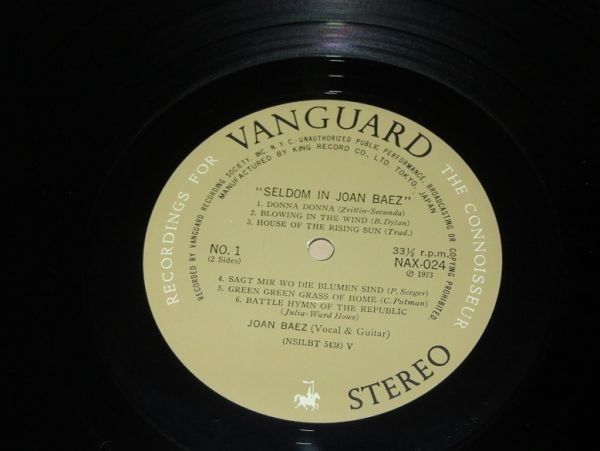 RECORDINGS FOR VANGUARD THE CONNOISSEUR
RECORDED BY VANGUARD RECORDING SOCIETY, INC. N.Y.C.-UNAUTHORIZED PUBLIC PERFORMANCE, BROADCASTING OR COPYING PROHIBITED.
MANUFACTURED BY KING RECORD CO., LTD. TOKYO, JAPAN
"SELDOM IN JOAN BAEZ"
1. DONNA DONNA (Zeitlin-Secunda)
2. BLOWING IN THE WIND (B. Dylan)
3. HOUSE OF THE RISING SUN (Trad.)
NO. 1
(2 Sides)
33⅓ r.p.m.
NAX-024
℗ 1973
4. SAGT MIR WO DIE BLUMEN SIND (P. Seeger)
5. GREEN GREEN GRASS OF HOME (C. Putman)
6. BATTLE HYMN OF THE REPUBLIC
(Julia-Ward Howe)
JOAN BAEZ (Vocal & Guitar)
(NSILBT 5438) V
STEREO